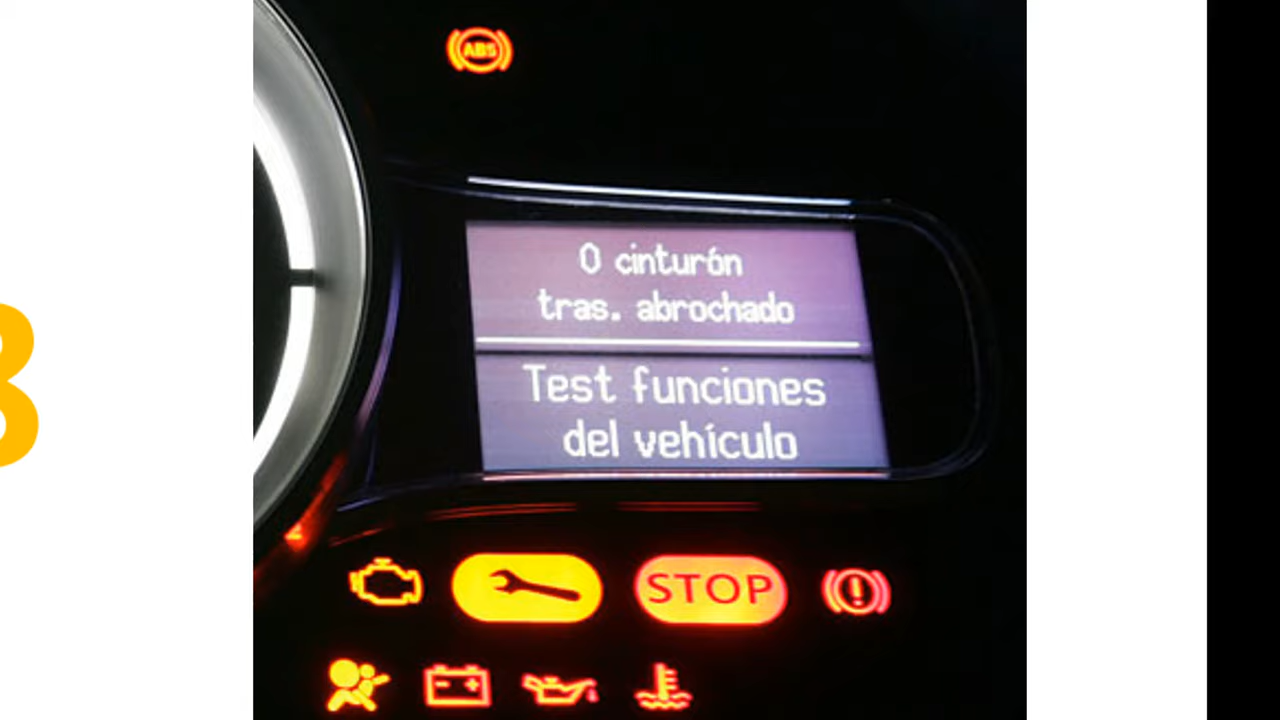 ABS
0 cinturón
tras. abrochado
Test funciones
del vehículo
STOP